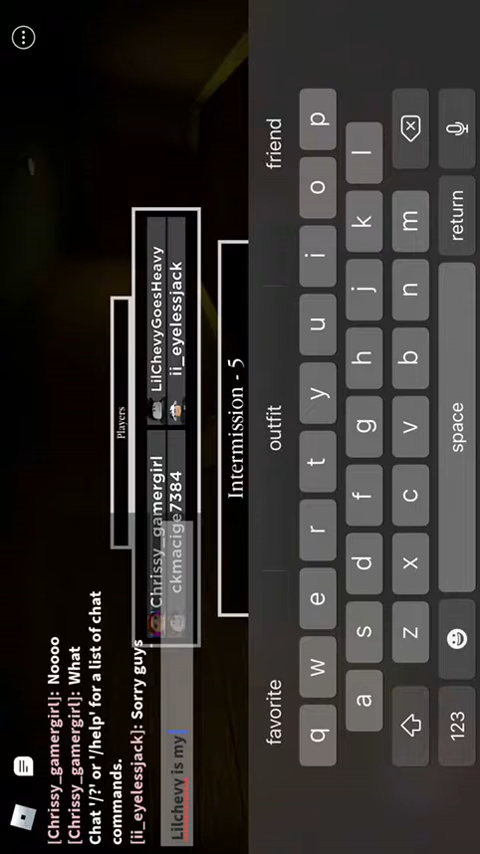 [Chrissy_gamergirl]: Noooo
[Chrissy_gamergirl]: What
Chat '/?' or '/help' for a list of chat
commands.
[ii_eyelessjack]: Sorry guys
Lilchevy is my
Players
Chrissy_gamergirl
LilChevyGoesHeavy
ckmacige7384
ii_eyelessjack
Intermission - 5
favorite outfit friend
q w e r t y u i o p
a s d f g h j k l
z x c v b n m
123 space return